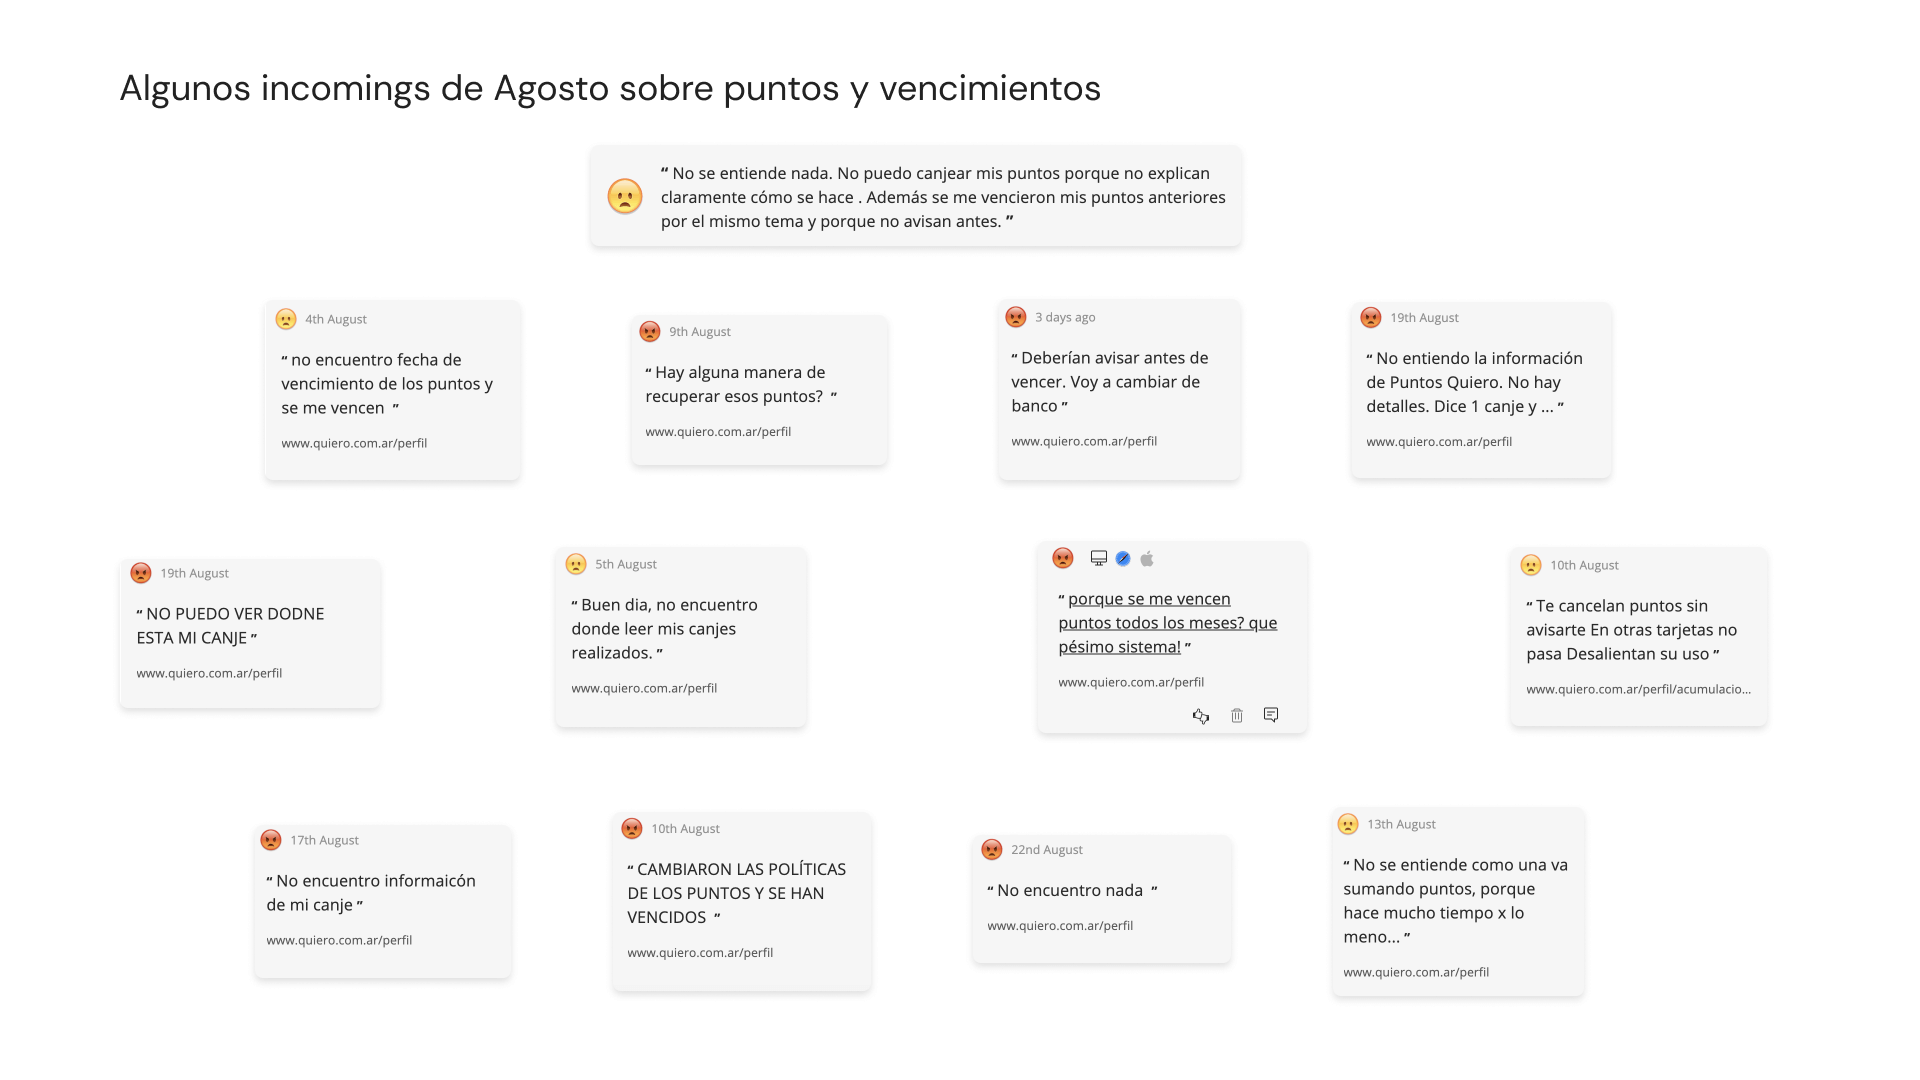 Algunos incomings de Agosto sobre puntos y vencimientos
“ No se entiende nada. No puedo canjear mis puntos porque no explican
claramente cómo se hace . Además se me vencieron mis puntos anteriores
por el mismo tema y porque no avisan antes. ”
4th August
“ no encuentro fecha de
vencimiento de los puntos y
se me vencen ”
www.quiero.com.ar/perfil
9th August
“ Hay alguna manera de
recuperar esos puntos? ”
www.quiero.com.ar/perfil
3 days ago
“ Deberían avisar antes de
vencer. Voy a cambiar de
banco ”
www.quiero.com.ar/perfil
19th August
“ No entiendo la información
de Puntos Quiero. No hay
detalles. Dice 1 canje y ... ”
www.quiero.com.ar/perfil
19th August
“ NO PUEDO VER DODNE
ESTA MI CANJE ”
www.quiero.com.ar/perfil
5th August
“ Buen dia, no encuentro
donde leer mis canjes
realizados. ”
www.quiero.com.ar/perfil
“ porque se me vencen
puntos todos los meses? que
pésimo sistema! ”
www.quiero.com.ar/perfil
10th August
“ Te cancelan puntos sin
avisarte En otras tarjetas no
pasa Desalientan su uso ”
www.quiero.com.ar/perfil/acumulacio...
17th August
“ No encuentro informaicón
de mi canje ”
www.quiero.com.ar/perfil
10th August
“ CAMBIARON LAS POLÍTICAS
DE LOS PUNTOS Y SE HAN
VENCIDOS ”
www.quiero.com.ar/perfil
22nd August
“ No encuentro nada ”
www.quiero.com.ar/perfil
13th August
“ No se entiende como una va
sumando puntos, porque
hace mucho tiempo x lo
meno... ”
www.quiero.com.ar/perfil